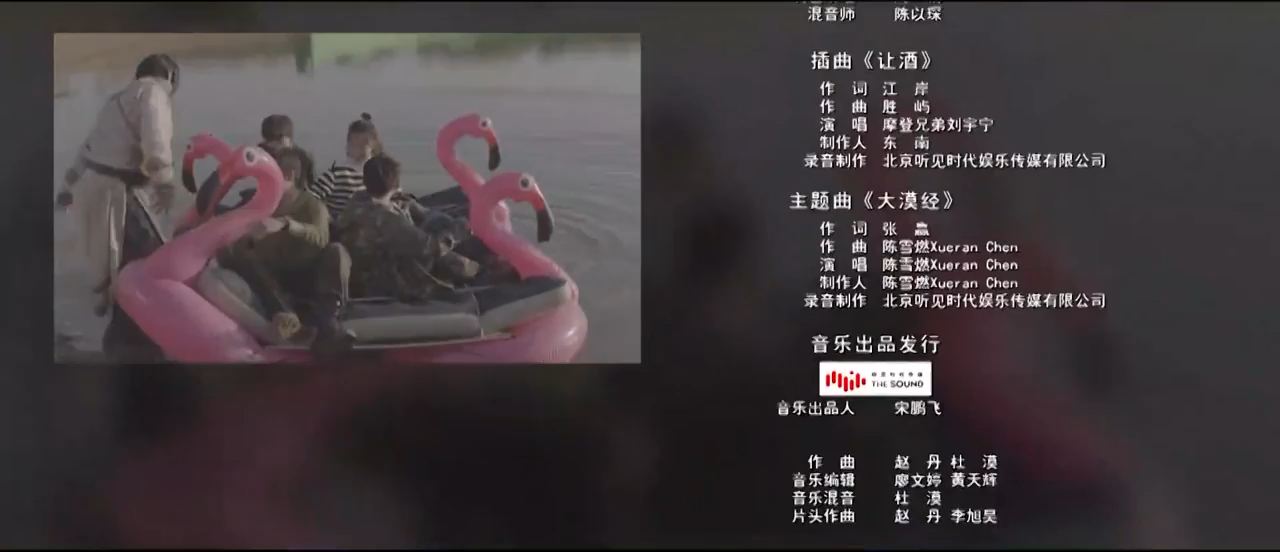 混音师 陈以琛
插曲《让酒》
作 词 江 岸
作 曲 胜 屿
演 唱 摩登兄弟刘宇宁
制作人 东 南
录音制作 北京听见时代娱乐传媒有限公司
主题曲《大漠经》
作 词 张 赢
作 曲 陈雪燃Xueran Chen
演 唱 陈雪燃Xueran Chen
制作人 陈雪燃Xueran Chen
录音制作 北京听见时代娱乐传媒有限公司
音乐出品发行
THE SOUND
音乐出品人 宋鹏飞
作 曲 赵 丹 杜 漠
音乐编辑 廖文婷 黄天辉
音乐混音 杜 漠
片头作曲 赵 丹 李旭昊